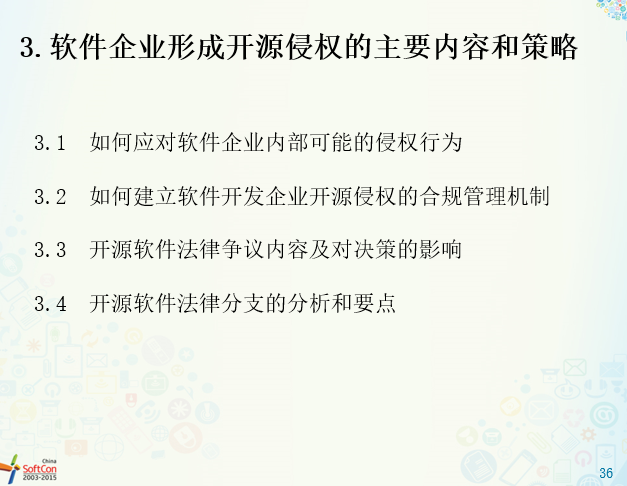 3.软件企业形成开源侵权的主要内容和策略
3.1 如何应对软件企业内部可能的侵权行为
3.2 如何建立软件开发企业开源侵权的合规管理机制
3.3 开源软件法律争议内容及对决策的影响
3.4 开源软件法律分支的分析和要点
China
SoftCon
2003-2015
36